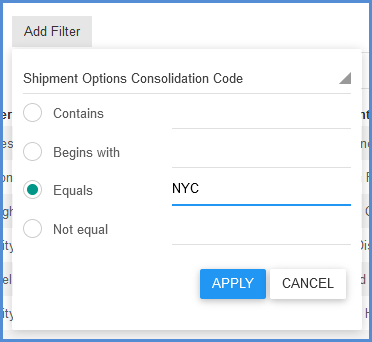 Add Filter
Shipment Options Consolidation Code
Contains
Begins with
Equals NYC
Not equal
APPLY CANCEL